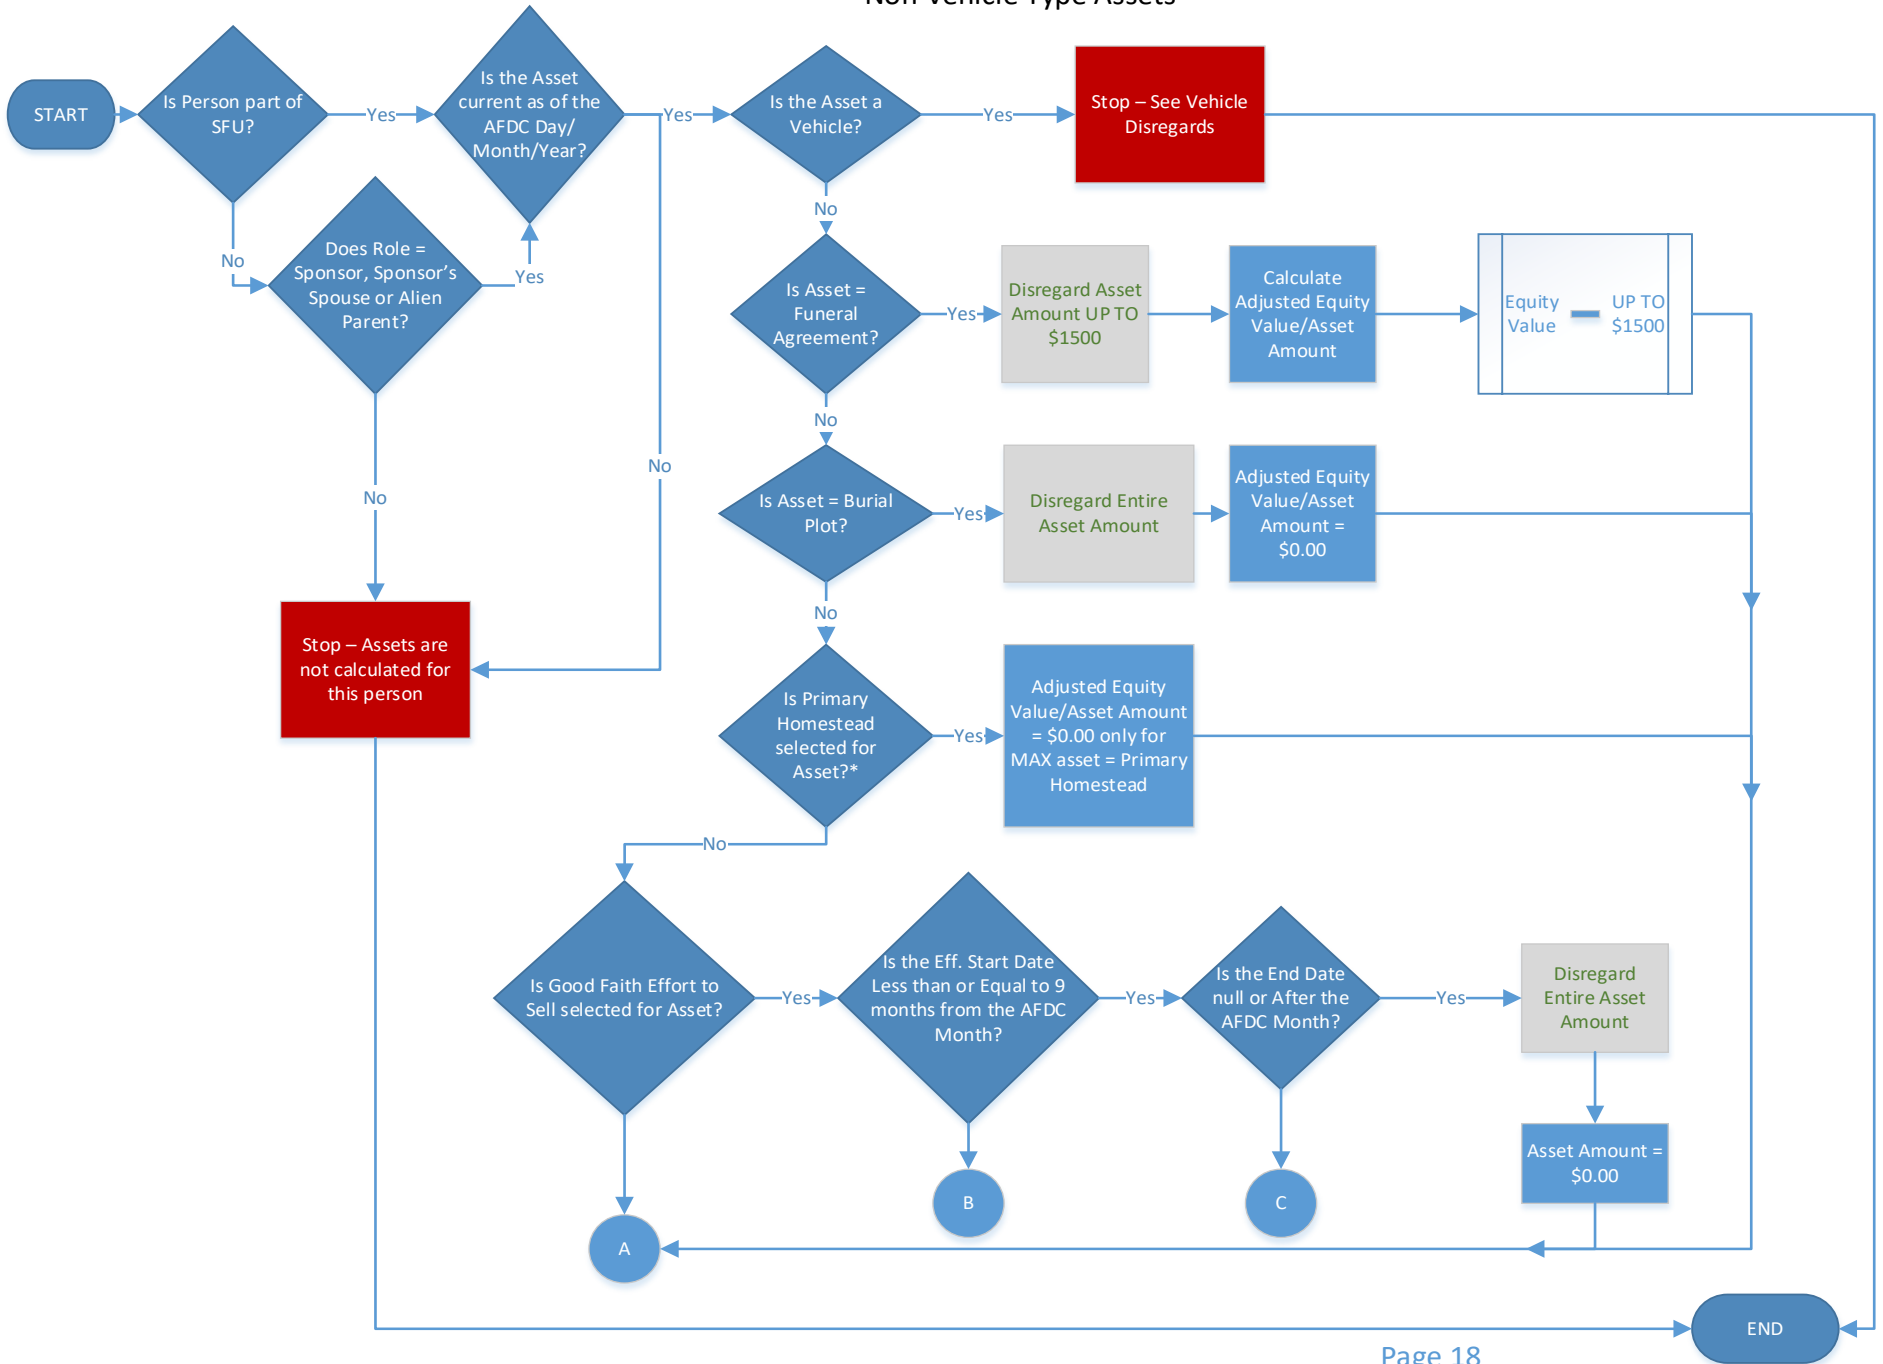 Non-Vehicle Type Assets
START
Is Person part of
SFU?
Yes
Is the Asset
current as of the
AFDC Day/
Month/Year?
Yes
Is the Asset a
Vehicle?
Yes
Stop – See Vehicle
Disregards
No
Does Role =
Sponsor, Sponsor's
Spouse or Alien
Parent?
Yes
No
Is Asset =
Funeral
Agreement?
Yes
Disregard Asset
Amount UP TO
$1500
Calculate
Adjusted Equity
Value/Asset
Amount
Equity
Value
UP TO
$1500
No
No
No
Is Asset = Burial
Plot?
Yes
Disregard Entire
Asset Amount
Adjusted Equity
Value/Asset
Amount =
$0.00
No
Stop – Assets are
not calculated for
this person
Is Primary
Homestead
selected for
Asset?*
Yes
Adjusted Equity
Value/Asset Amount
= $0.00 only for
MAX asset = Primary
Homestead
No
Is Good Faith Effort to
Sell selected for Asset?
Yes
Is the Eff. Start Date
Less than or Equal to 9
months from the AFDC
Month?
Yes
Is the End Date
null or After the
AFDC Month?
Yes
Disregard
Entire Asset
Amount
Asset Amount =
$0.00
B
C
A
END
Page 18